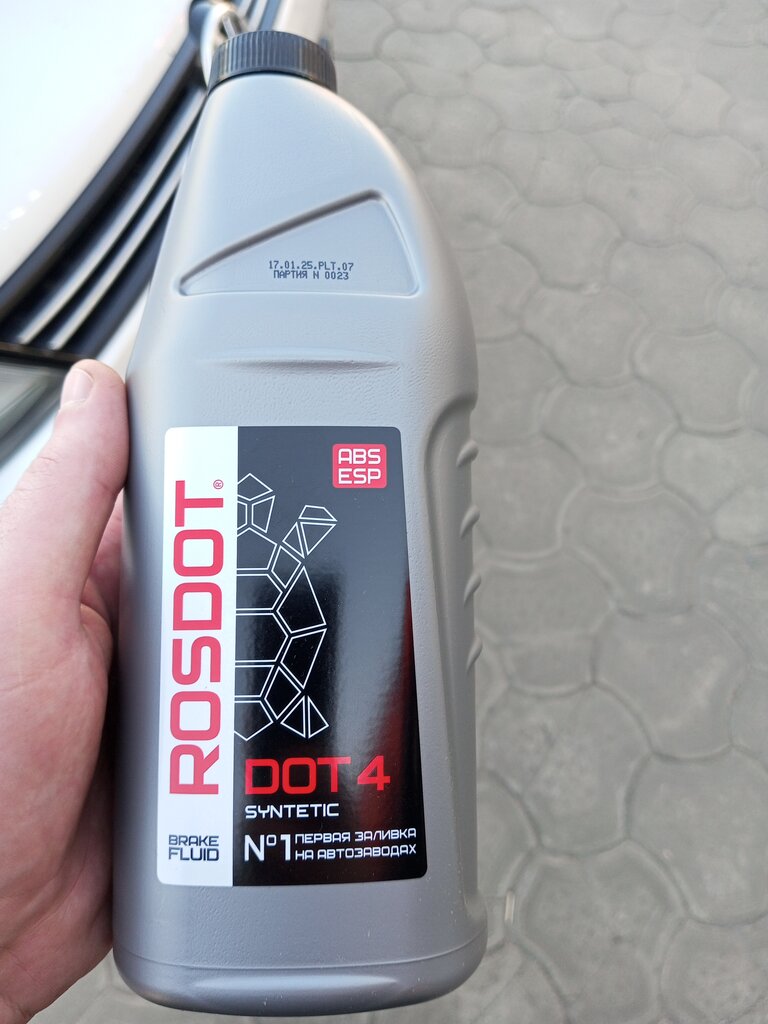 17.01.25.PLT.07
ПАРТИЯ N 0023
ABS
ESP
ROSDOT®
DOT 4
SYNTETIC
BRAKE
FLUID
Nº1 ПЕРВАЯ ЗАЛИВКА
НА АВТОЗАВОДАХ